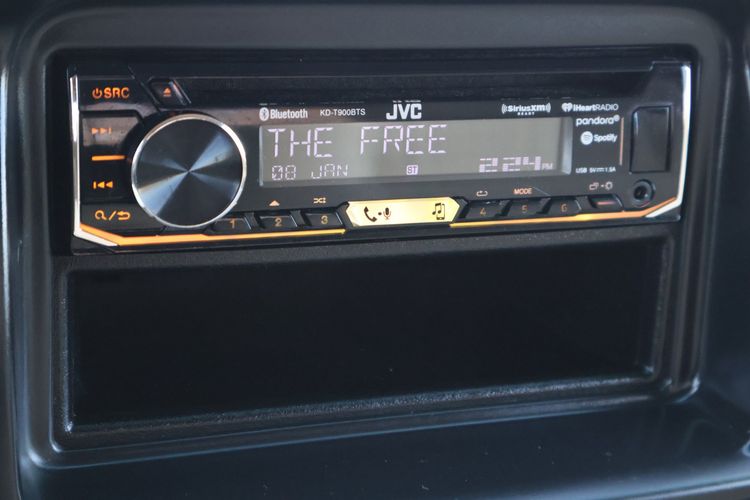 SRC
Bluetooth KD-T900BTS
JVC
SiriusXM
READY
iHeartRADIO
pandora
Spotify
USB 5V⎓1.5A
THE FREE
08 JAN
ST
2:24 PM
MODE
1 2 3 4 5 6